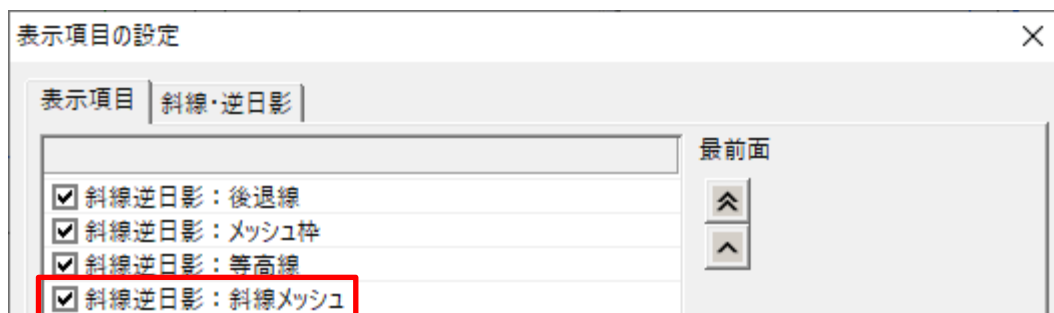 表示項目の設定
表示項目
斜線・逆日影
最前面
斜線逆日影：後退線
斜線逆日影：メッシュ枠
斜線逆日影：等高線
斜線逆日影：斜線メッシュ